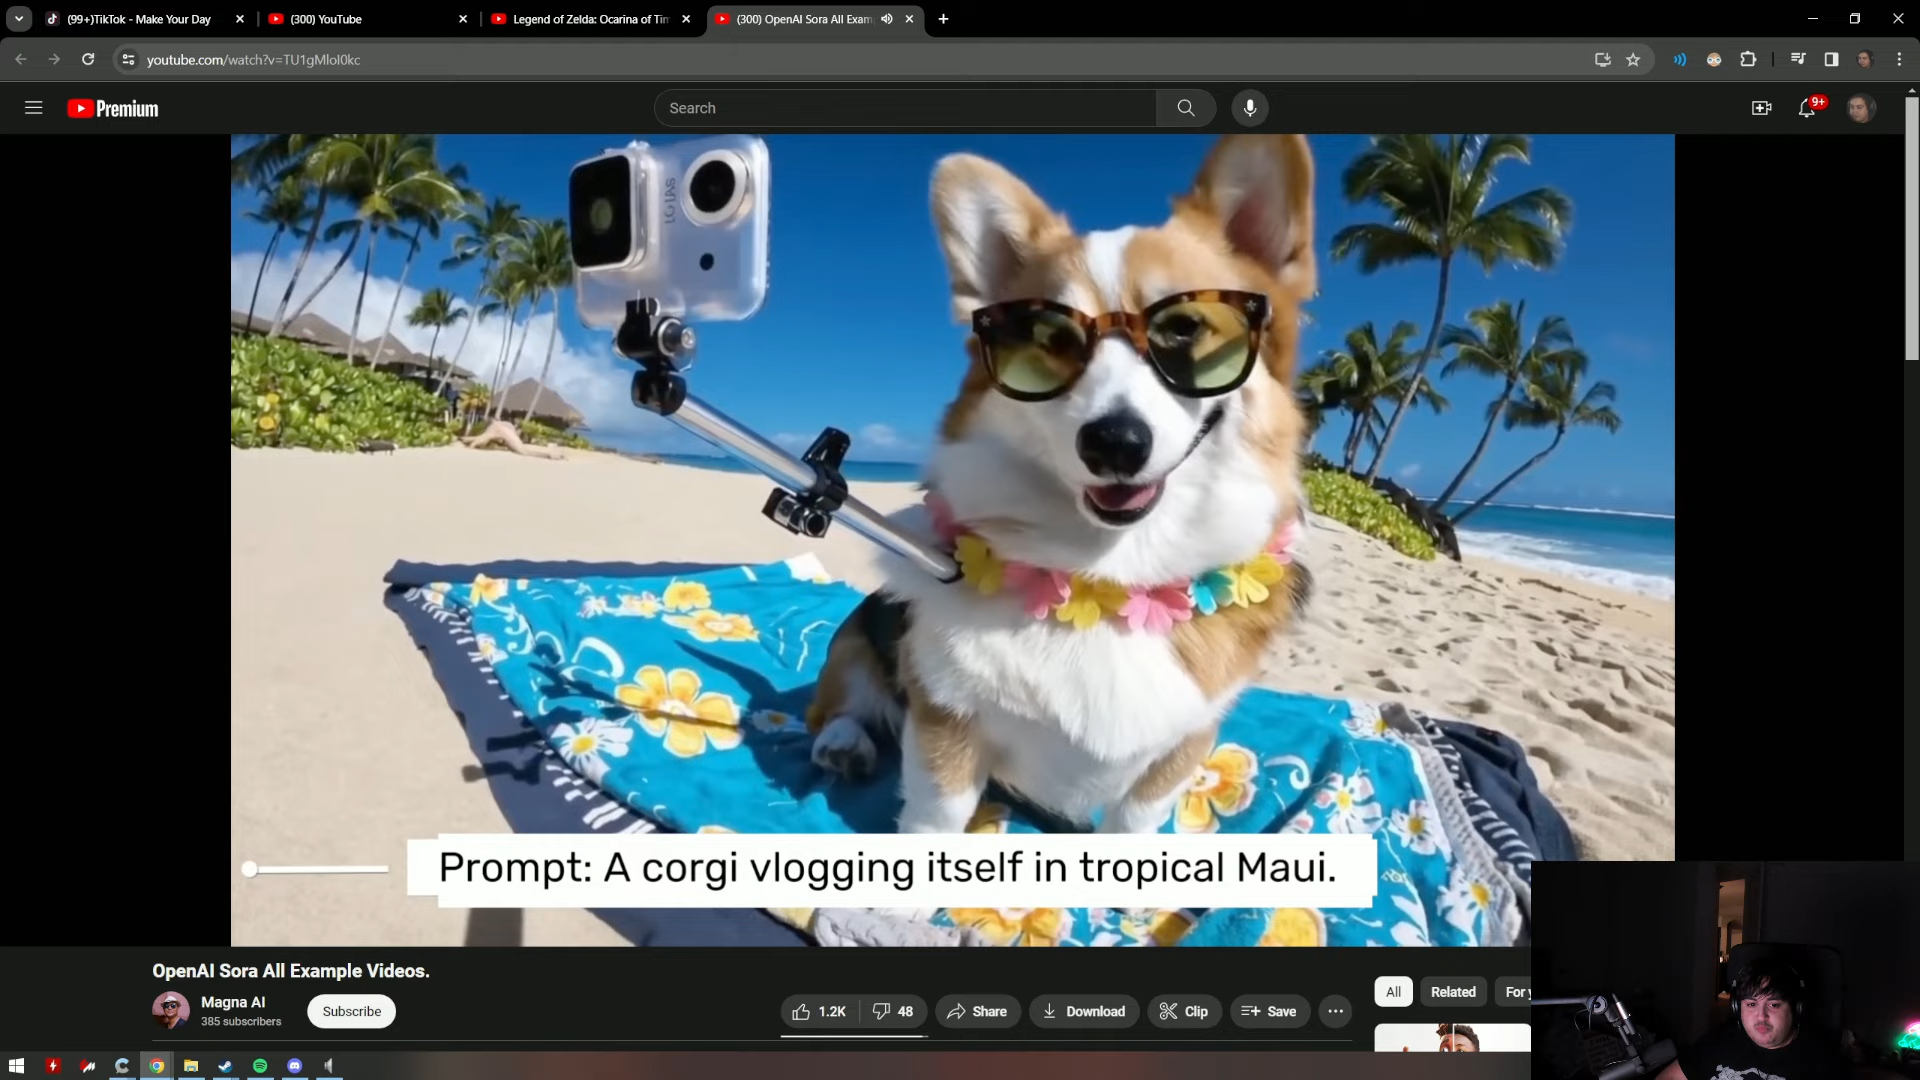 (99+)TikTok - Make Your Day
(300) YouTube
Legend of Zelda: Ocarina of Tim
(300) OpenAI Sora All Exam
youtube.com/watch?v=TU1gMloI0kc
Premium
Search
9+
Prompt: A corgi vlogging itself in tropical Maui.
OpenAI Sora All Example Videos.
Magna AI
385 subscribers
Subscribe
1.2K
48
Share
Download
Clip
Save
All
Related
For y